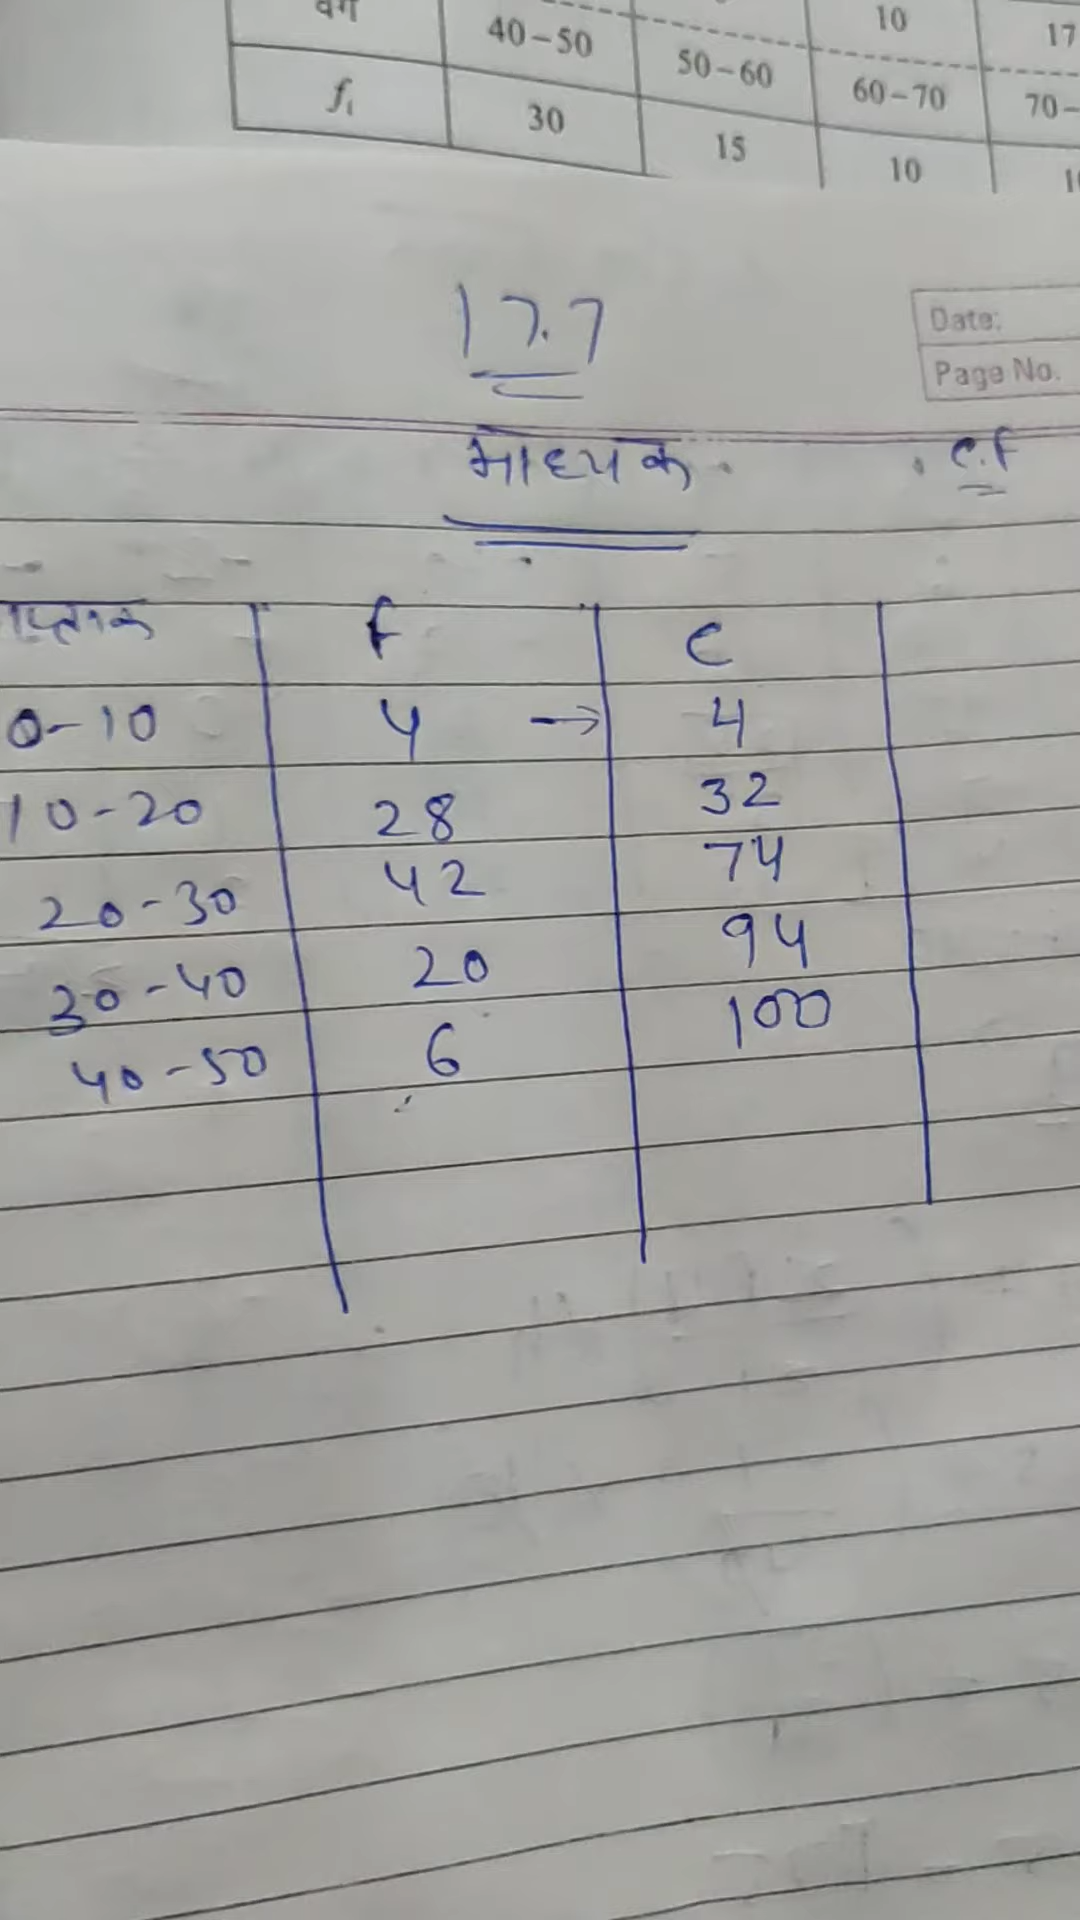 वर्ग 40-50 50-60 10 60-70 17 70-
f₁ 30 15 10
17.7
Date:
Page No.
माध्यक . . c.f
f c
0-10 4 → 4
10-20 28 32
20-30 42 74
30-40 20 94
40-50 6 100